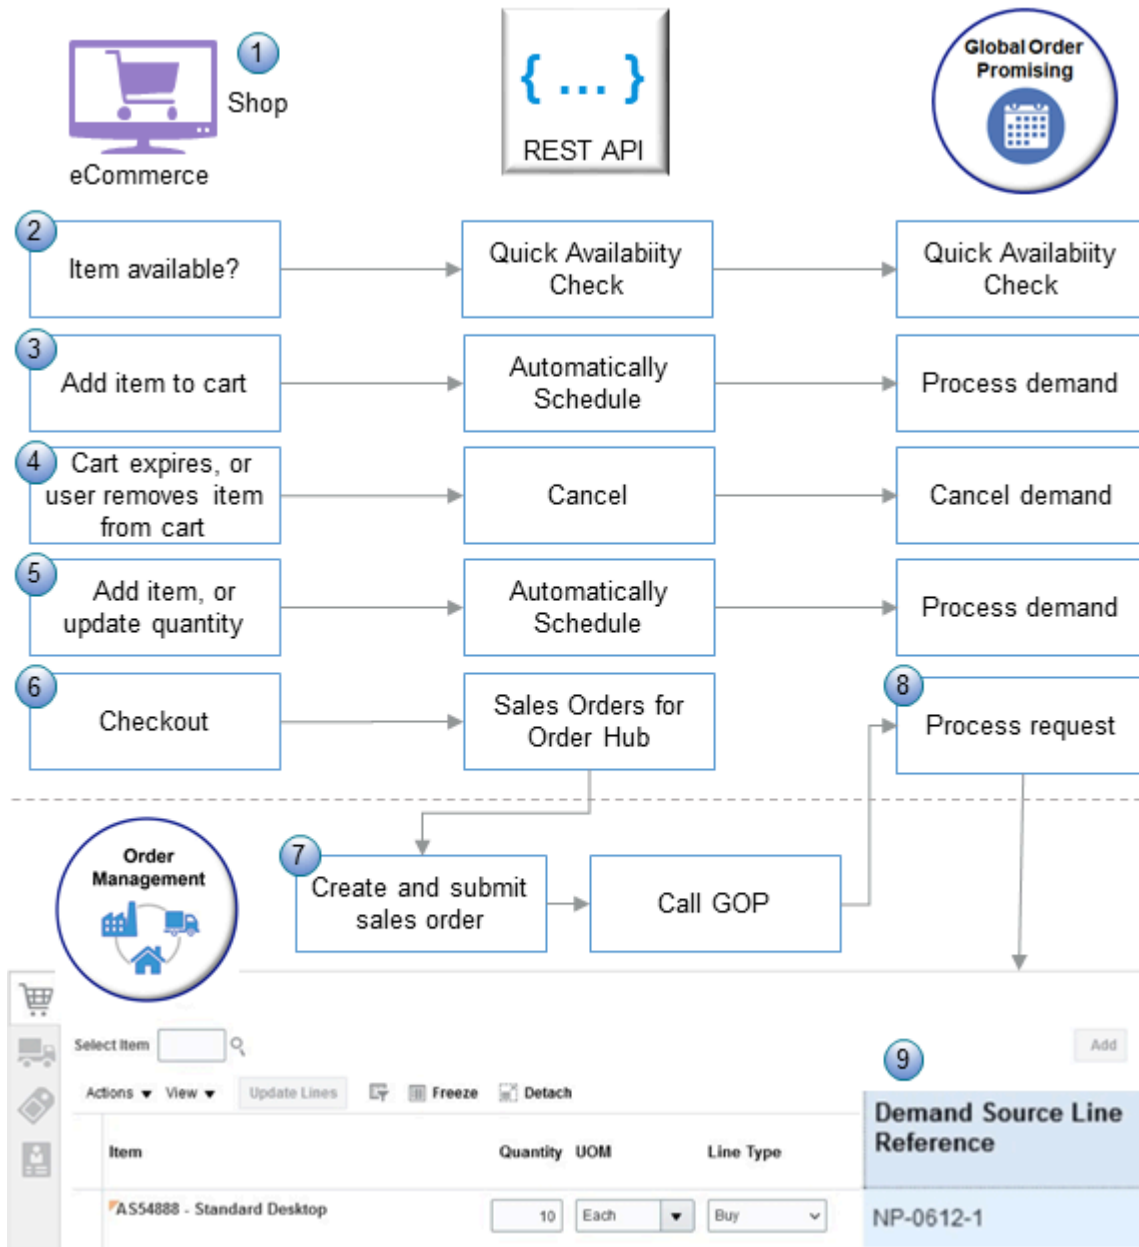 1
Shop
eCommerce
{ ... }
REST API
Global Order
Promising
2
Item available?
Quick Availabiity
Check
Quick Availabiity
Check
3
Add item to cart
Automatically
Schedule
Process demand
4
Cart expires, or
user removes item
from cart
Cancel
Cancel demand
5
Add item, or
update quantity
Automatically
Schedule
Process demand
6
Checkout
Sales Orders for
Order Hub
8
Process request
Order
Management
7
Create and submit
sales order
Call GOP
Select Item
Add
Actions View Update Lines Freeze Detach
9
Demand Source Line
Reference
Item Quantity UOM Line Type
AS54888 - Standard Desktop 10 Each Buy NP-0612-1